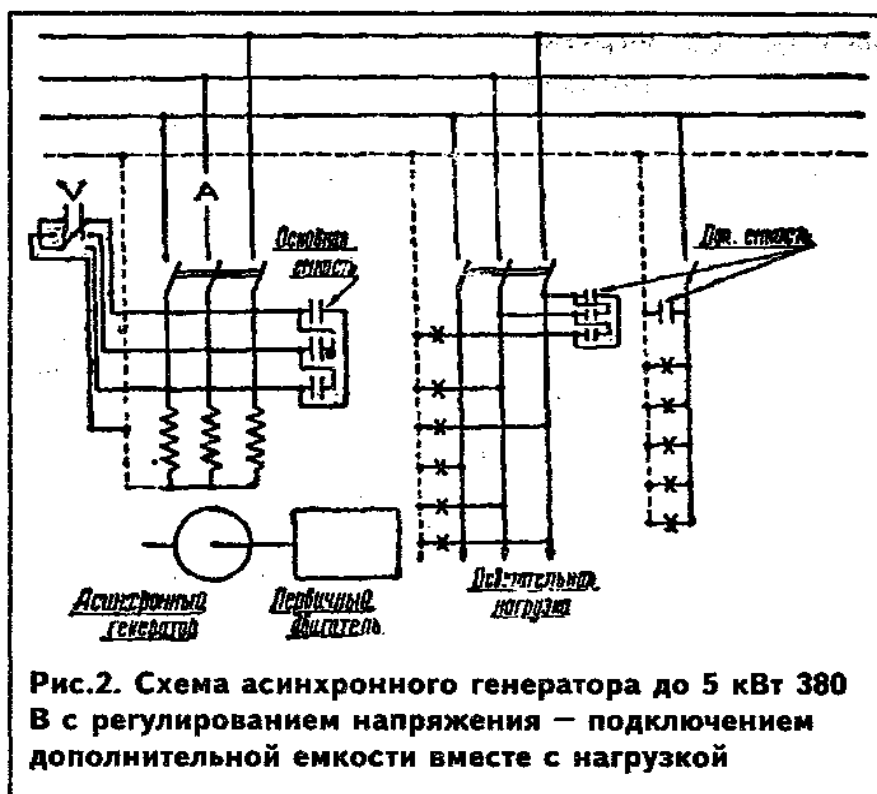 V
A
Основная
емкость
Доп. емкость
Асинхронный
генератор
Первичный
двигатель
Осветительная
нагрузка
Рис.2. Схема асинхронного генератора до 5 кВт 380
В с регулированием напряжения — подключением
дополнительной емкости вместе с нагрузкой